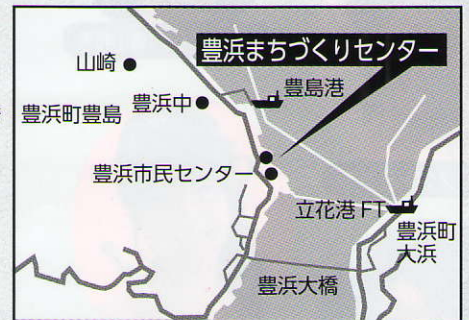 豊浜まちづくりセンター
山崎
豊島港
豊浜中
豊浜町豊島
豊浜市民センター
立花港FT
豊浜町
大浜
豊浜大橋